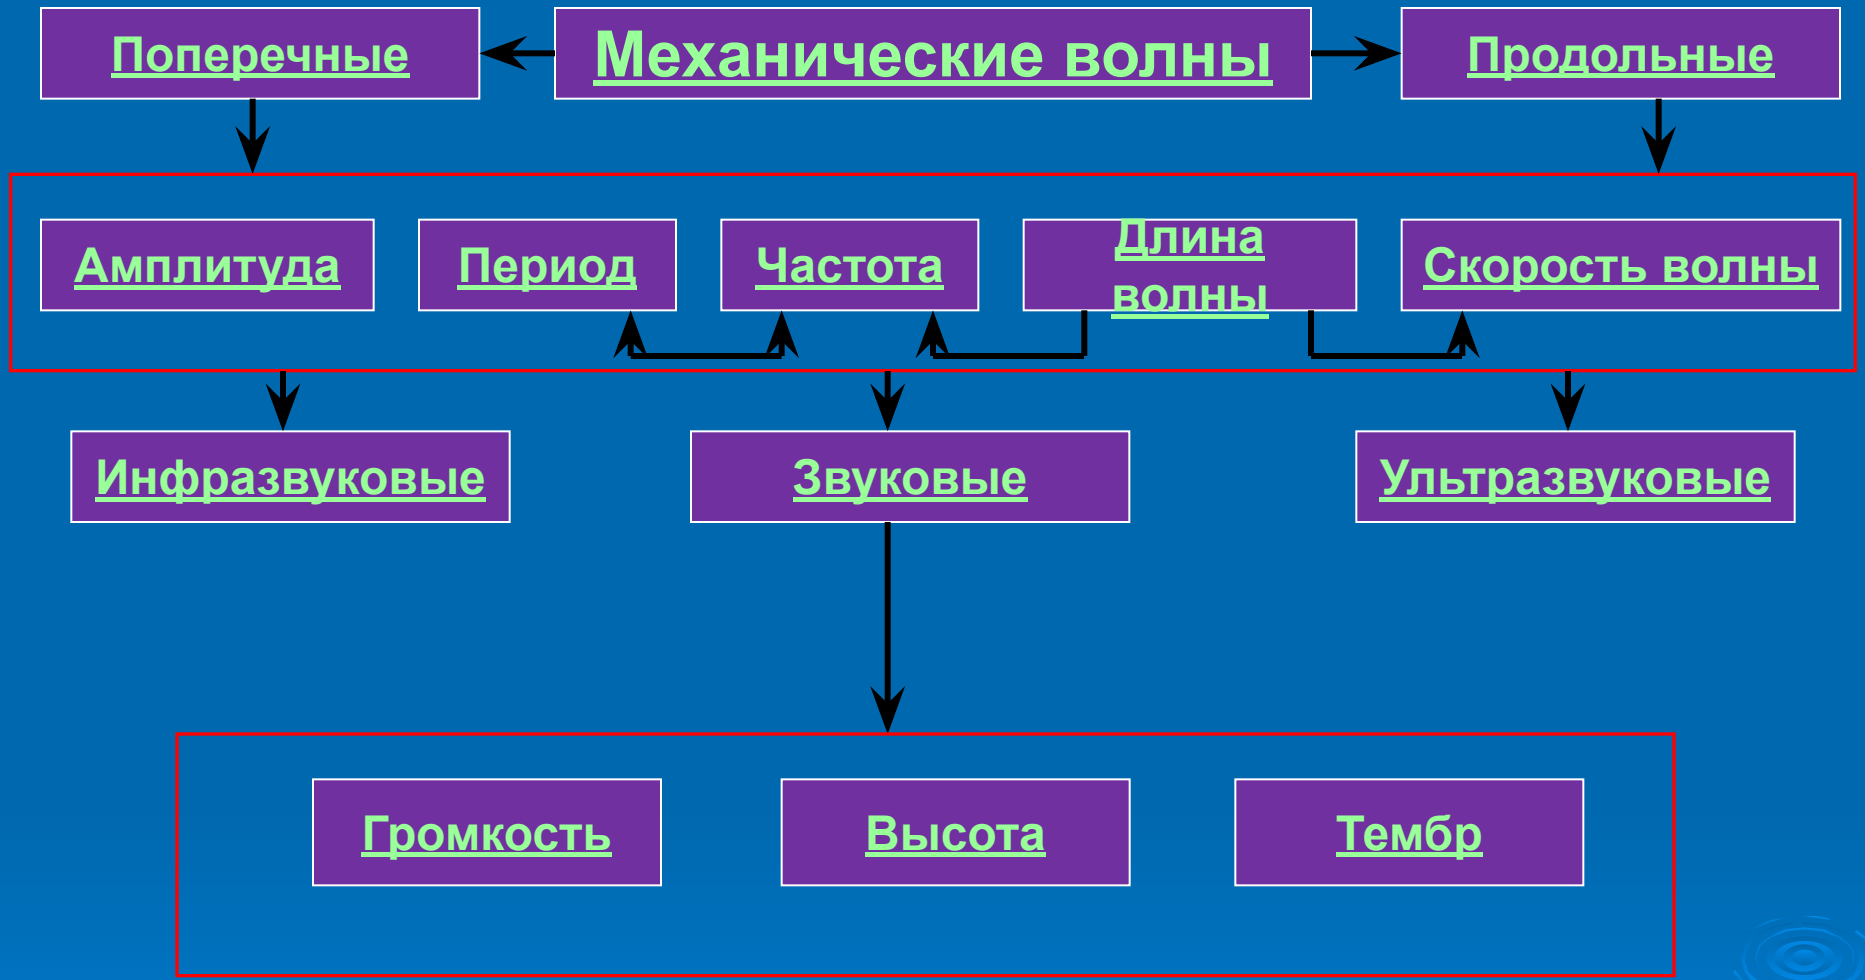 Поперечные
Механические волны
Продольные
Амплитуда
Период
Частота
Длина
волны
Скорость волны
Инфразвуковые
Звуковые
Ультразвуковые
Громкость
Высота
Тембр